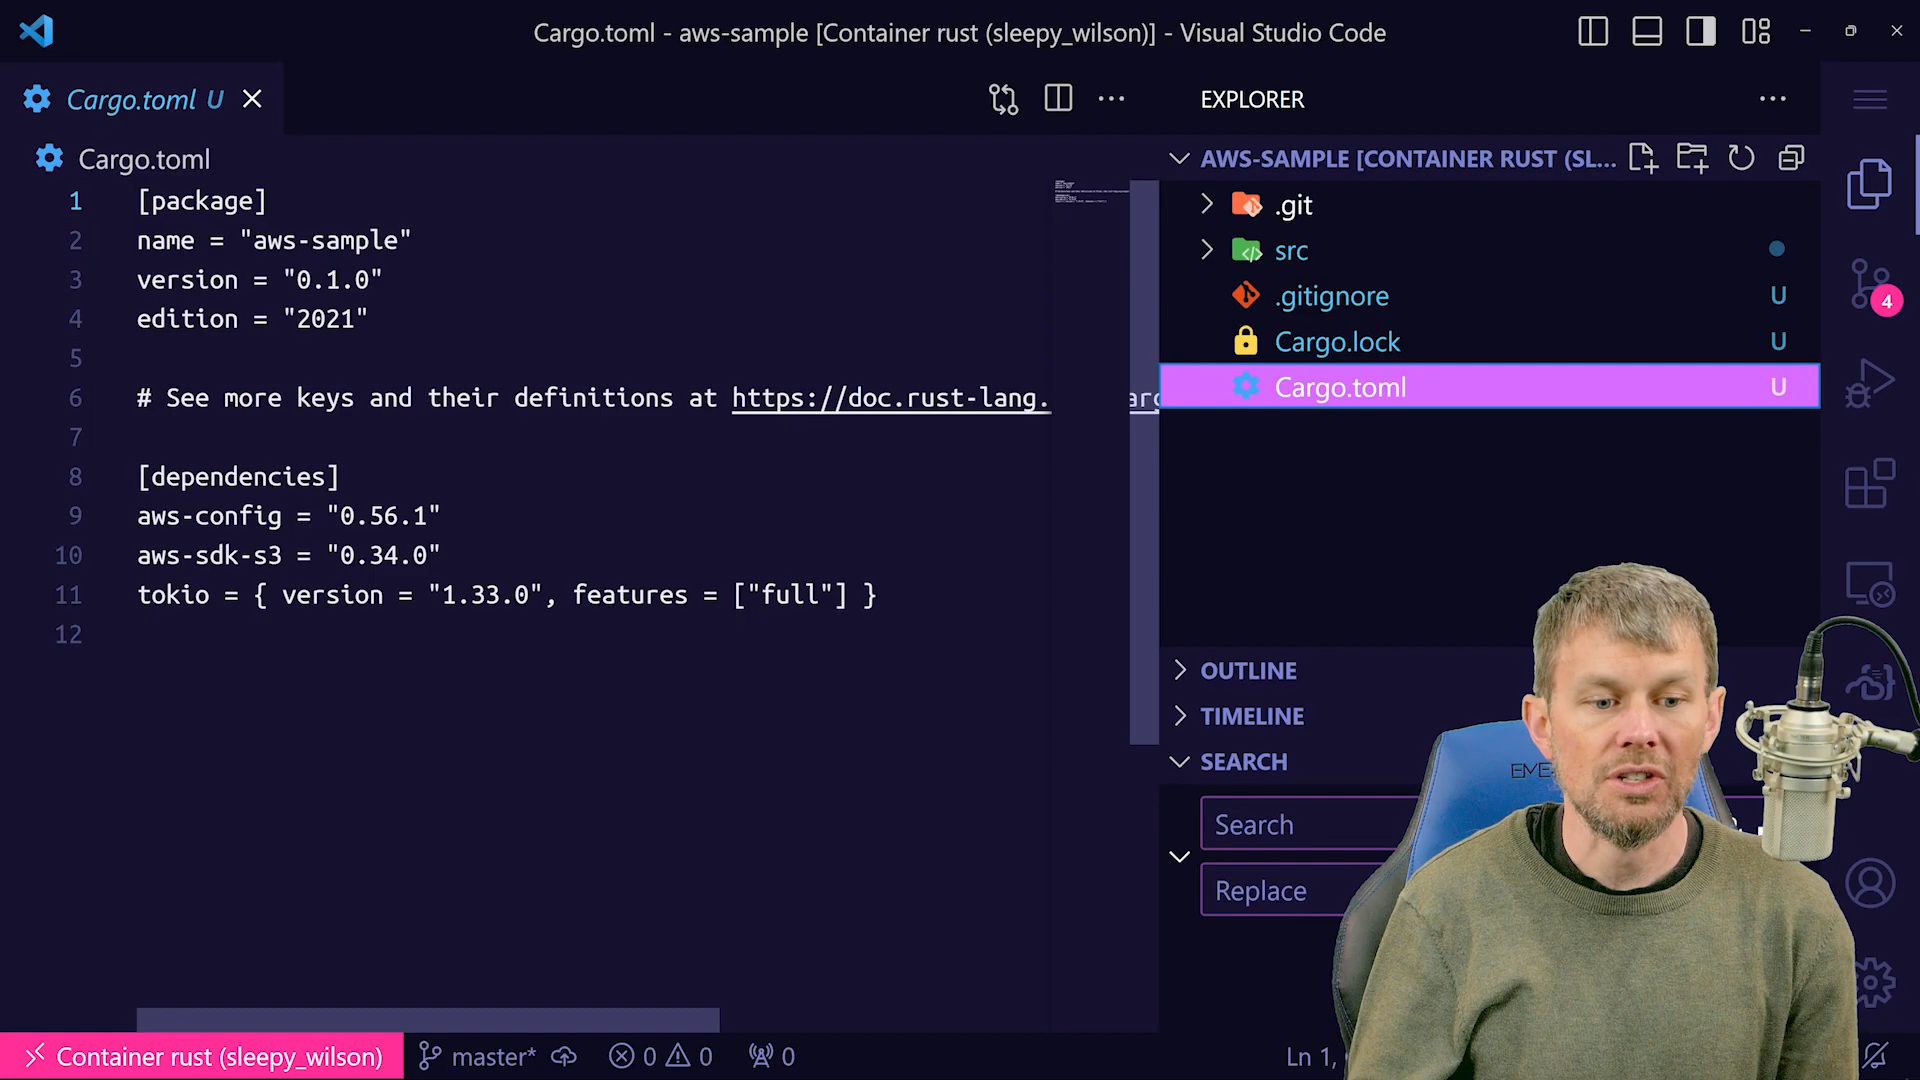 Cargo.toml - aws-sample [Container rust (sleepy_wilson)] - Visual Studio Code
Cargo.toml U
Cargo.toml
1 [package]
2 name = "aws-sample"
3 version = "0.1.0"
4 edition = "2021"
5
6 # See more keys and their definitions at https://doc.rust-lang.
7
8 [dependencies]
9 aws-config = "0.56.1"
10 aws-sdk-s3 = "0.34.0"
11 tokio = { version = "1.33.0", features = ["full"] }
12
EXPLORER
AWS-SAMPLE [CONTAINER RUST (SL...
.git
src
.gitignore U
Cargo.lock U
Cargo.toml U
4
OUTLINE
TIMELINE
SEARCH
Search
Replace
Container rust (sleepy_wilson)
master*
0 0
0
Ln 1,